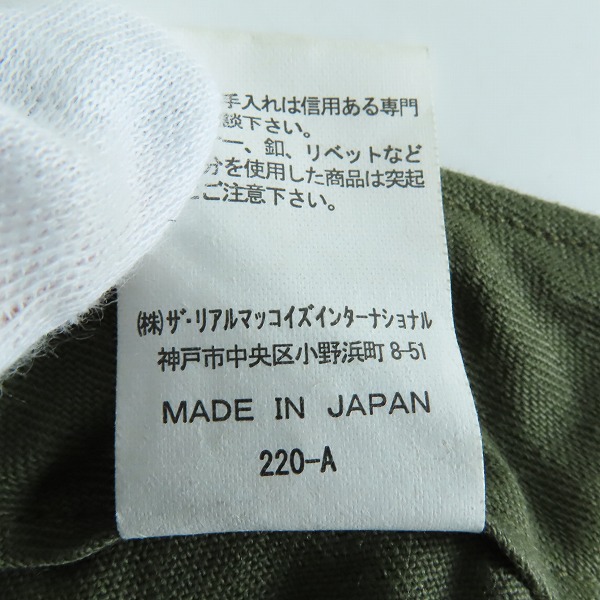 手入れは信用ある専門
談下さい。
ー、釦、リベットなど
分を使用した商品は突起
ご注意下さい。
(株)ザ・リアルマッコイズインターナショナル
神戸市中央区小野浜町 8-51
MADE IN JAPAN
220-A